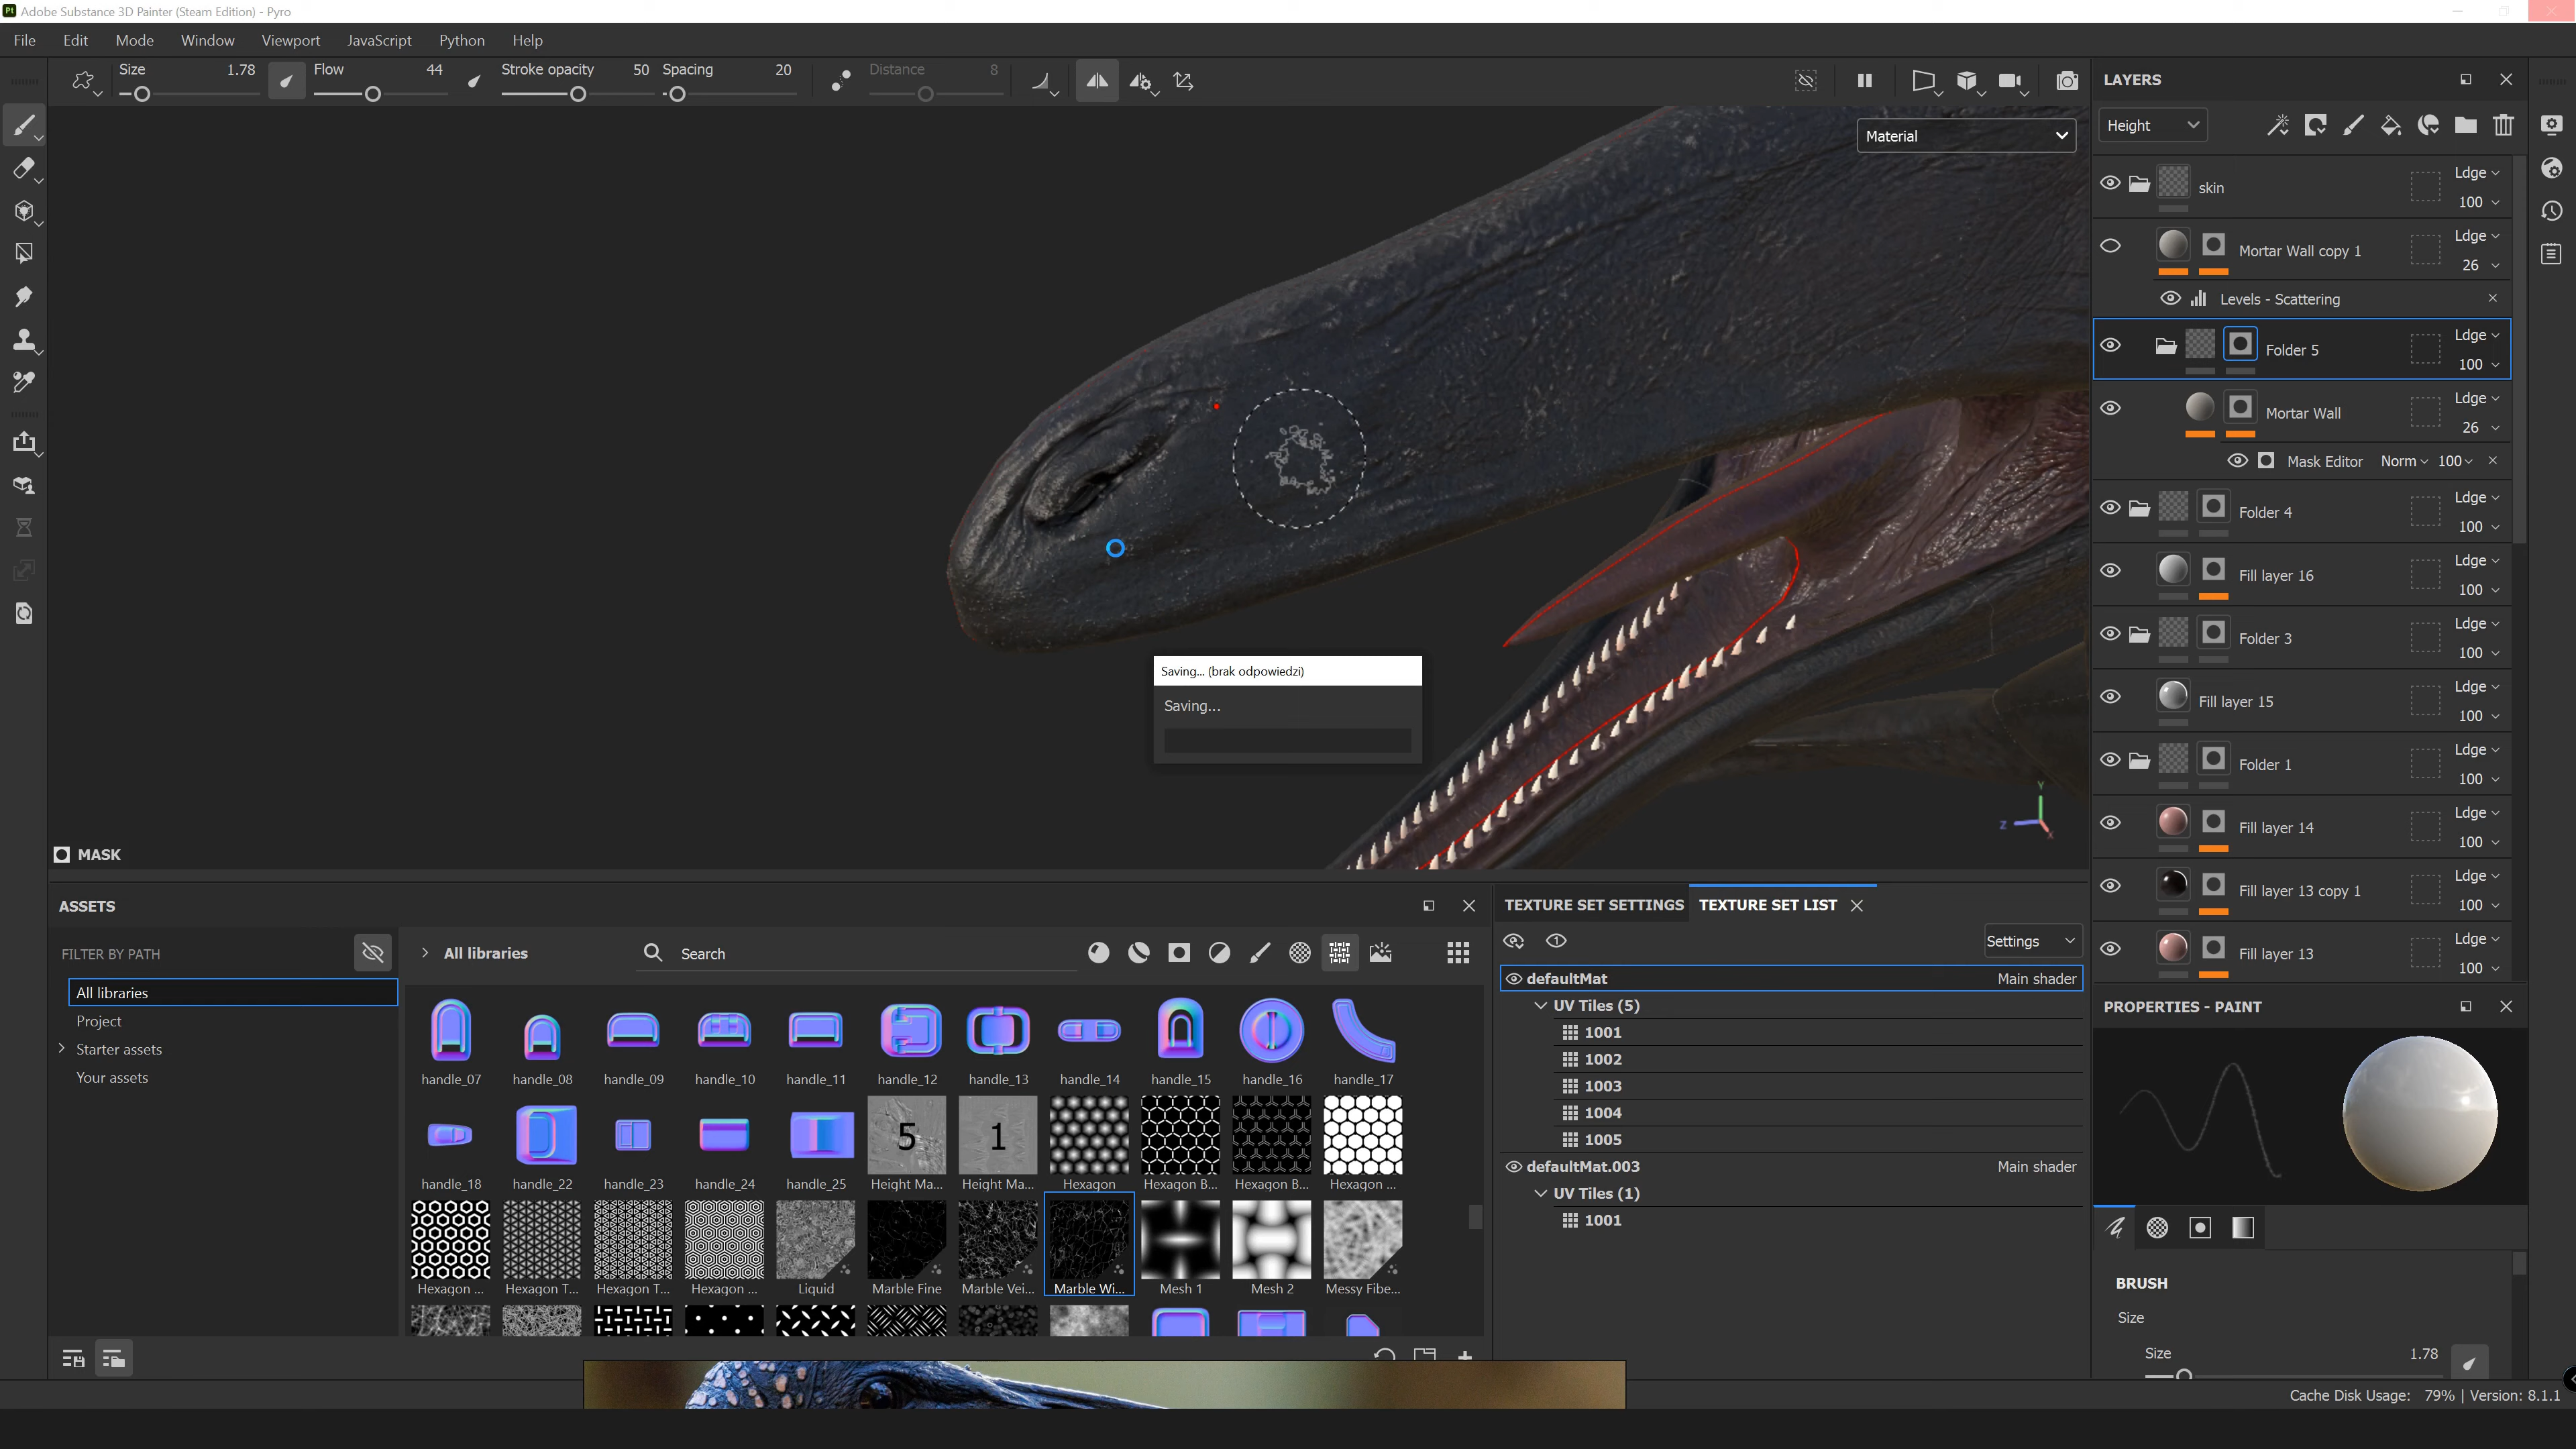 Pt Adobe Substance 3D Painter (Steam Edition) - Pyro
File Edit Mode Window Viewport JavaScript Python Help
Size 1.78 Flow 44 Stroke opacity 50 Spacing 20 Distance 8
Material
Saving... (brak odpowiedzi)
Saving...
Y
Z X
MASK
LAYERS
Height
skin Ldge 100
Mortar Wall copy 1 Ldge 26
Levels - Scattering
Folder 5 Ldge 100
Mortar Wall Ldge 26
Mask Editor Norm 100
Folder 4 Ldge 100
Fill layer 16 Ldge 100
Folder 3 Ldge 100
Fill layer 15 Ldge 100
Folder 1 Ldge 100
Fill layer 14 Ldge 100
Fill layer 13 copy 1 Ldge 100
Fill layer 13 Ldge 100
ASSETS
FILTER BY PATH
All libraries
Project
Starter assets
Your assets
All libraries Search
handle_07 handle_08 handle_09 handle_10 handle_11 handle_12 handle_13 handle_14 handle_15 handle_16 handle_17
5 1
handle_18 handle_22 handle_23 handle_24 handle_25 Height Ma... Height Ma... Hexagon Hexagon B... Hexagon B... Hexagon ...
Hexagon ... Hexagon T... Hexagon T... Hexagon ... Liquid Marble Fine Marble Vei... Marble Wi... Mesh 1 Mesh 2 Messy Fibe...
TEXTURE SET SETTINGS TEXTURE SET LIST
1 Settings
defaultMat Main shader
UV Tiles (5)
1001
1002
1003
1004
1005
defaultMat.003 Main shader
UV Tiles (1)
1001
PROPERTIES - PAINT
BRUSH
Size
Size 1.78
Cache Disk Usage: 79% | Version: 8.1.1